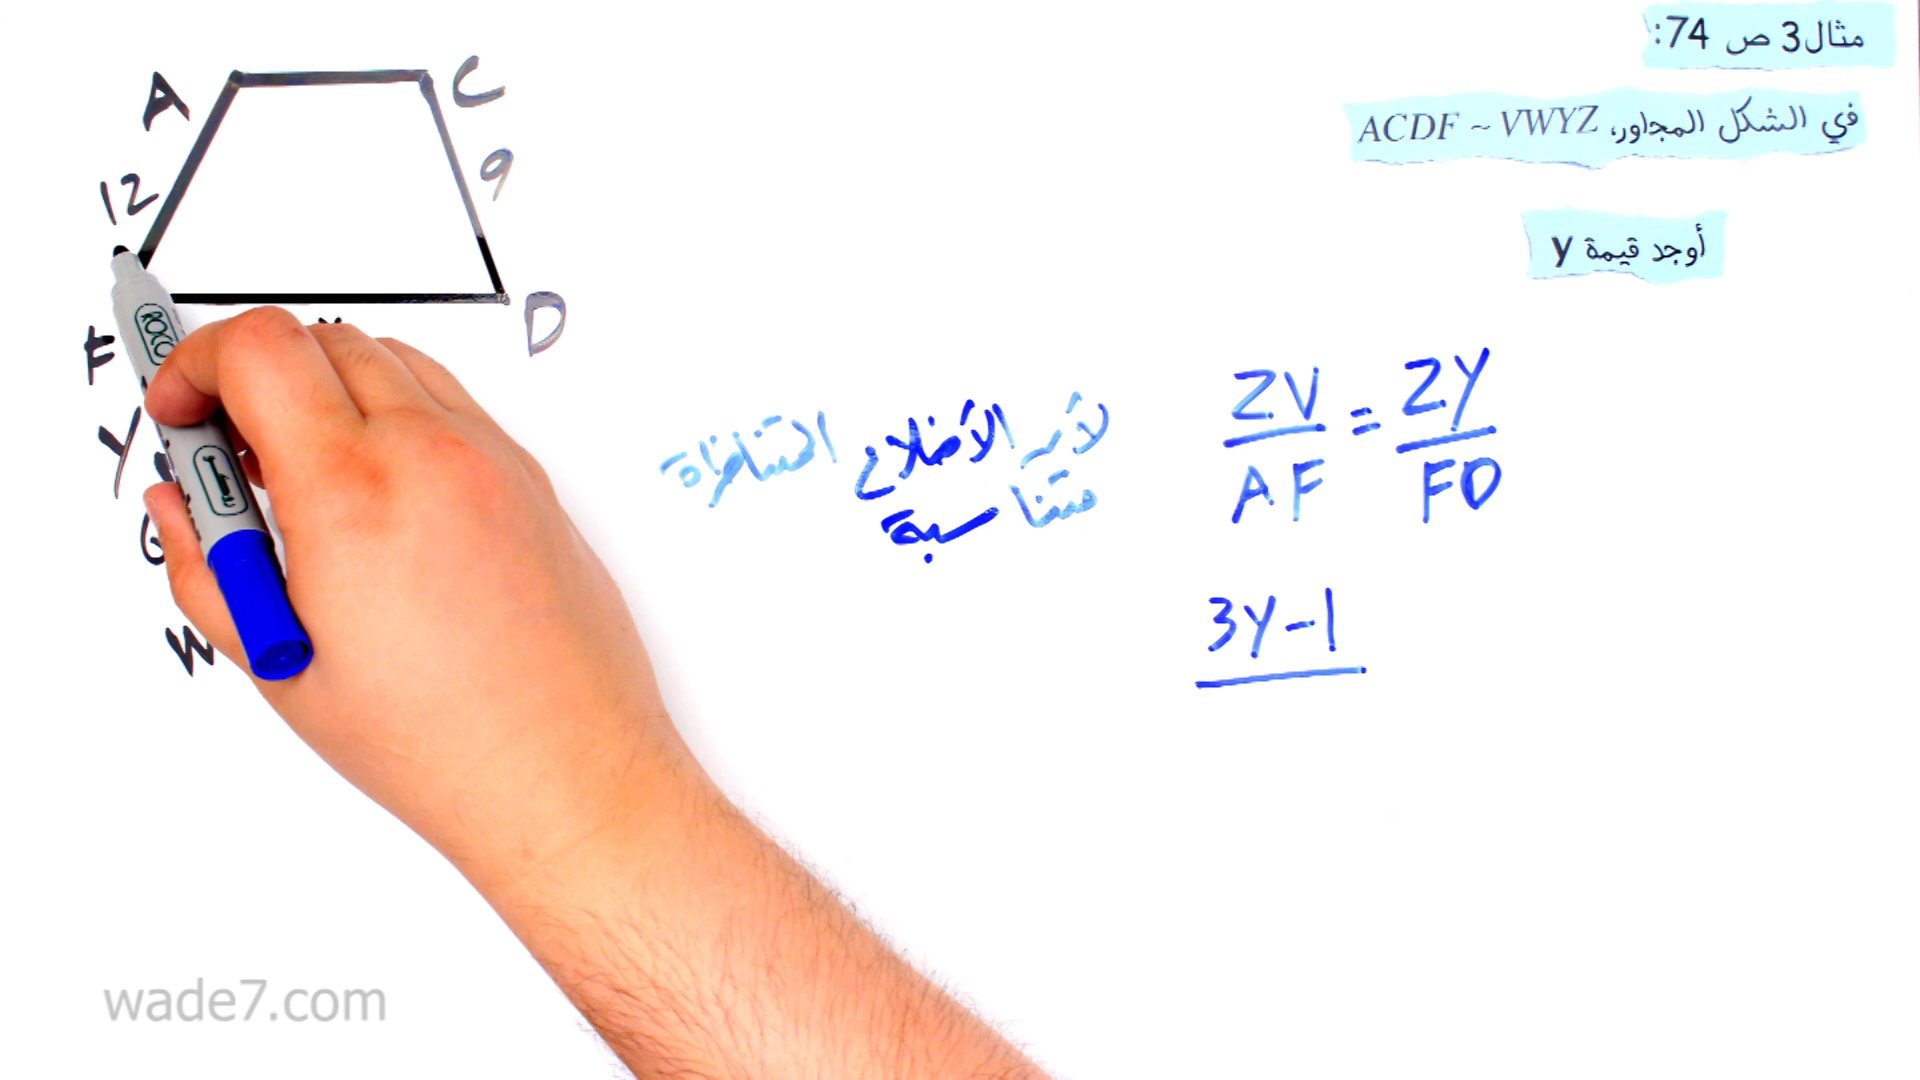 مثال3 ص 74:
في الشكل المجاور، ACDF ~ VWYZ
أوجد قيمة y
A
C
12
9
F
D
Y
W
لأن الأضلاع المتناظرة
متناسبة
ZV/AF = ZY/FD
3y-1
ROCO
wade7.com